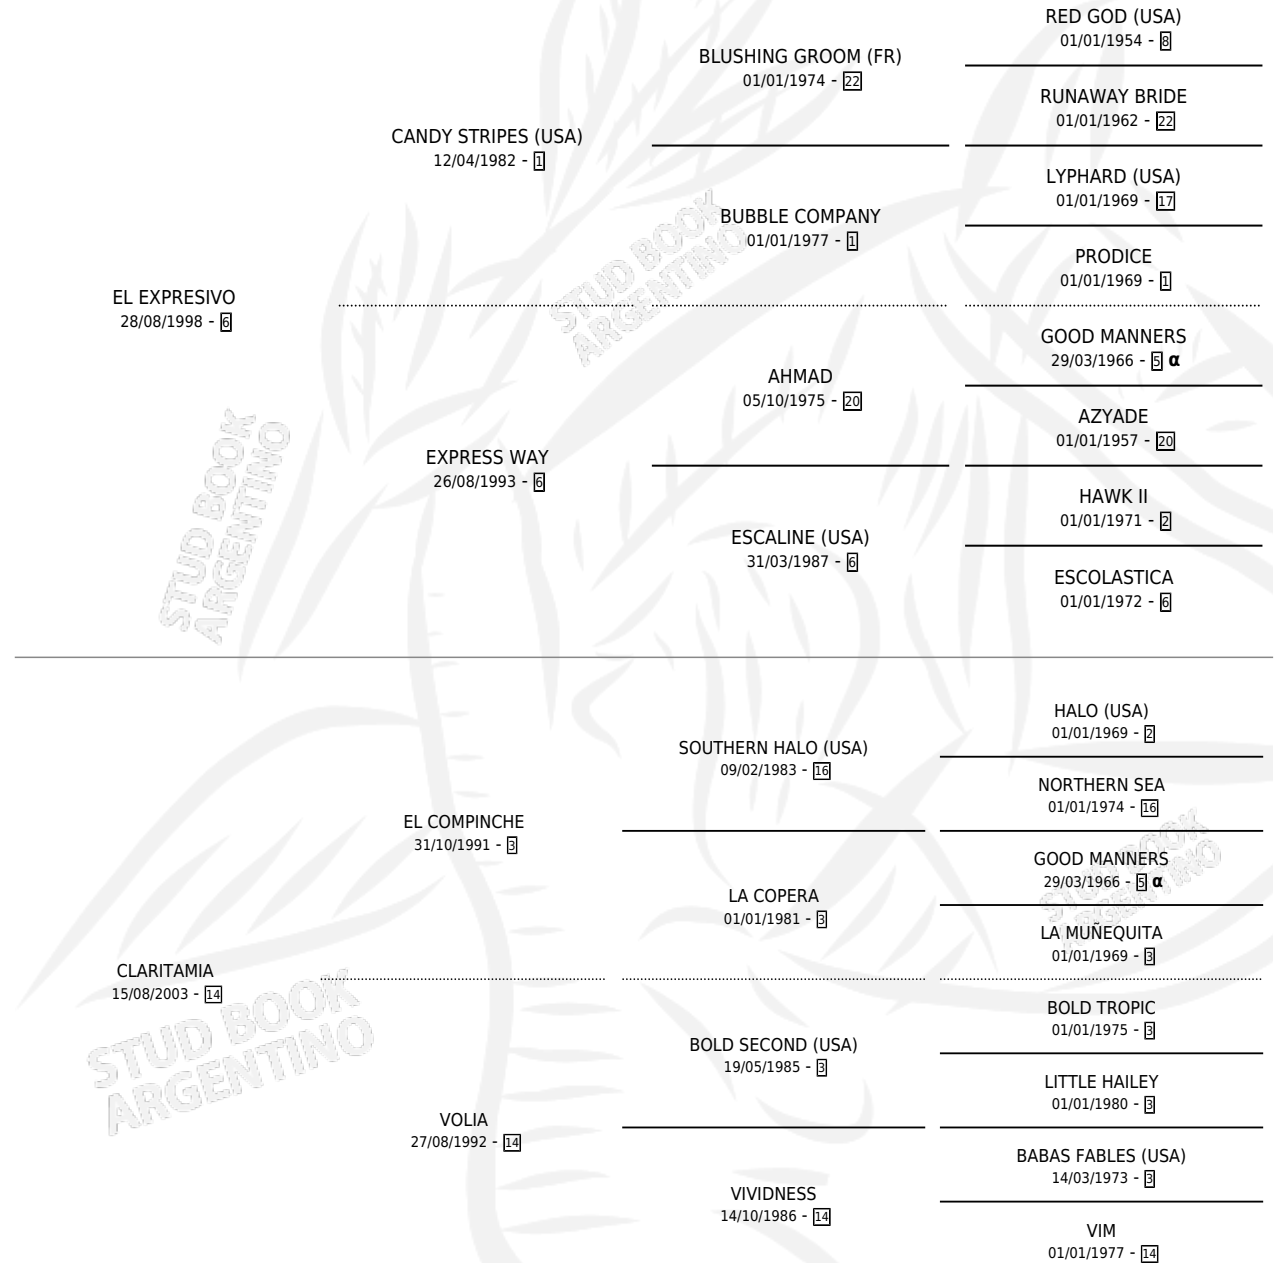 RED GOD (USA)
01/01/1954 - 8
BLUSHING GROOM (FR)
01/01/1974 - 22
RUNAWAY BRIDE
01/01/1962 - 22
CANDY STRIPES (USA)
12/04/1982 - 1
LYPHARD (USA)
01/01/1969 - 17
BUBBLE COMPANY
01/01/1977 - 1
PRODICE
01/01/1969 - 1
EL EXPRESIVO
28/08/1998 - 6
GOOD MANNERS
29/03/1966 - 5 α
AHMAD
05/10/1975 - 20
AZYADE
01/01/1957 - 20
EXPRESS WAY
26/08/1993 - 6
HAWK II
01/01/1971 - 2
ESCALINE (USA)
31/03/1987 - 6
ESCOLASTICA
01/01/1972 - 6
HALO (USA)
01/01/1969 - 2
SOUTHERN HALO (USA)
09/02/1983 - 16
NORTHERN SEA
01/01/1974 - 16
EL COMPINCHE
31/10/1991 - 3
GOOD MANNERS
29/03/1966 - 5 α
LA COPERA
01/01/1981 - 3
LA MUÑEQUITA
01/01/1969 - 3
CLARITAMIA
15/08/2003 - 14
BOLD TROPIC
01/01/1975 - 3
BOLD SECOND (USA)
19/05/1985 - 3
LITTLE HAILEY
01/01/1980 - 3
VOLIA
27/08/1992 - 14
BABAS FABLES (USA)
14/03/1973 - 3
VIVIDNESS
14/10/1986 - 14
VIM
01/01/1977 - 14
STUD BOOK
ARGENTINO
STUD BOOK
ARGENTINO
STUD BOOK
ARGENTINO
STUD BOOK
ARGENTINO